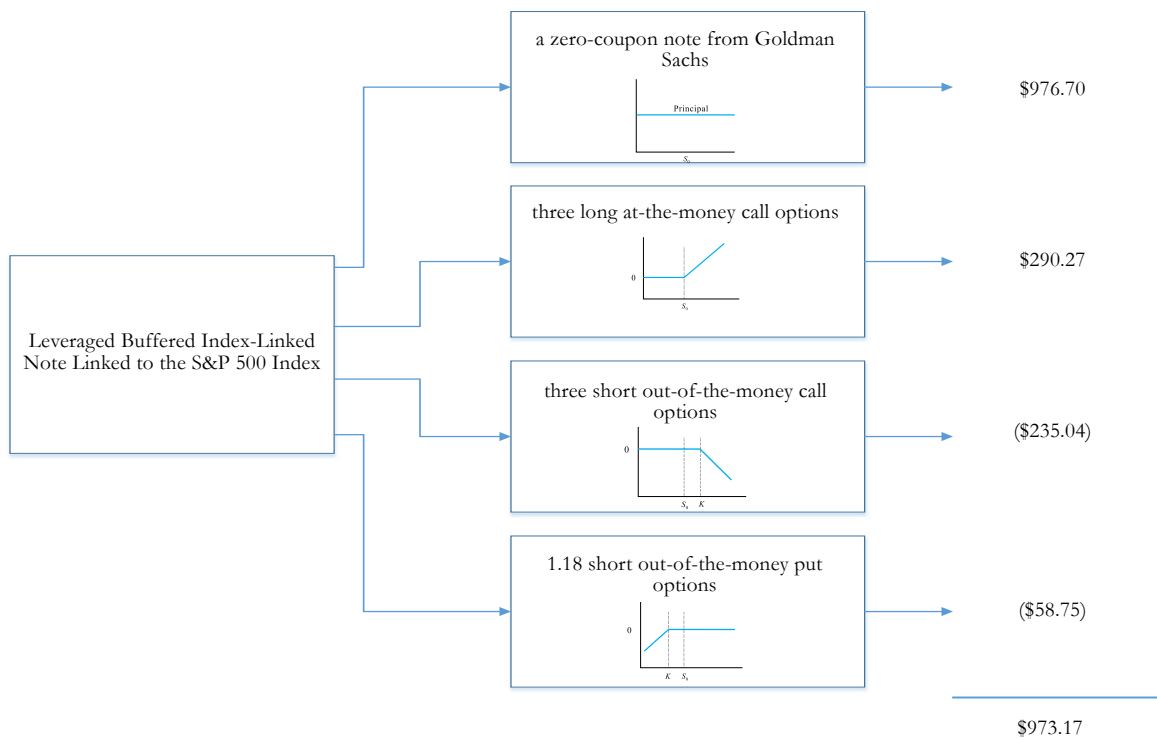 a zero-coupon note from Goldman
Sachs
Principal
S₀
$976.70
three long at-the-money call options
0
S₀
$290.27
Leveraged Buffered Index-Linked
Note Linked to the S&P 500 Index
three short out-of-the-money call
options
0
S₀ K
($235.04)
1.18 short out-of-the-money put
options
0
K S₀
($58.75)
$973.17